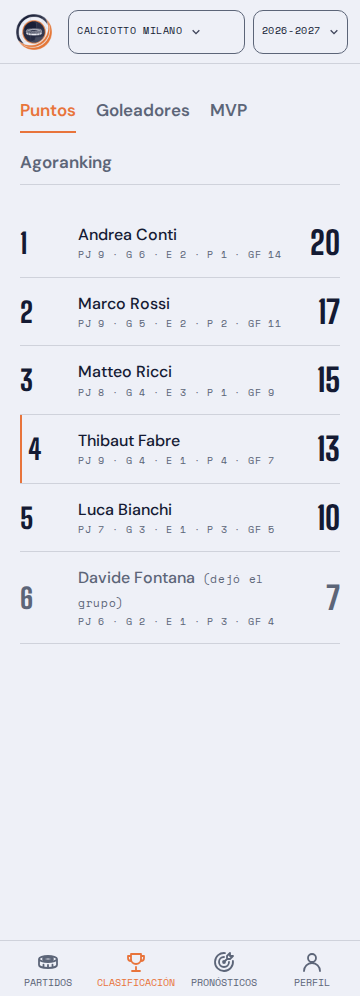 CALCIOTTO MILANO
2026-2027
Puntos Goleadores MVP
Agoranking
1 Andrea Conti 20
PJ 9 · G 6 · E 2 · P 1 · GF 14
2 Marco Rossi 17
PJ 9 · G 5 · E 2 · P 2 · GF 11
3 Matteo Ricci 15
PJ 8 · G 4 · E 3 · P 1 · GF 9
4 Thibaut Fabre 13
PJ 9 · G 4 · E 1 · P 4 · GF 7
5 Luca Bianchi 10
PJ 7 · G 3 · E 1 · P 3 · GF 5
6 Davide Fontana (dejó el 7
grupo)
PJ 6 · G 2 · E 1 · P 3 · GF 4
PARTIDOS CLASIFICACIÓN PRONÓSTICOS PERFIL